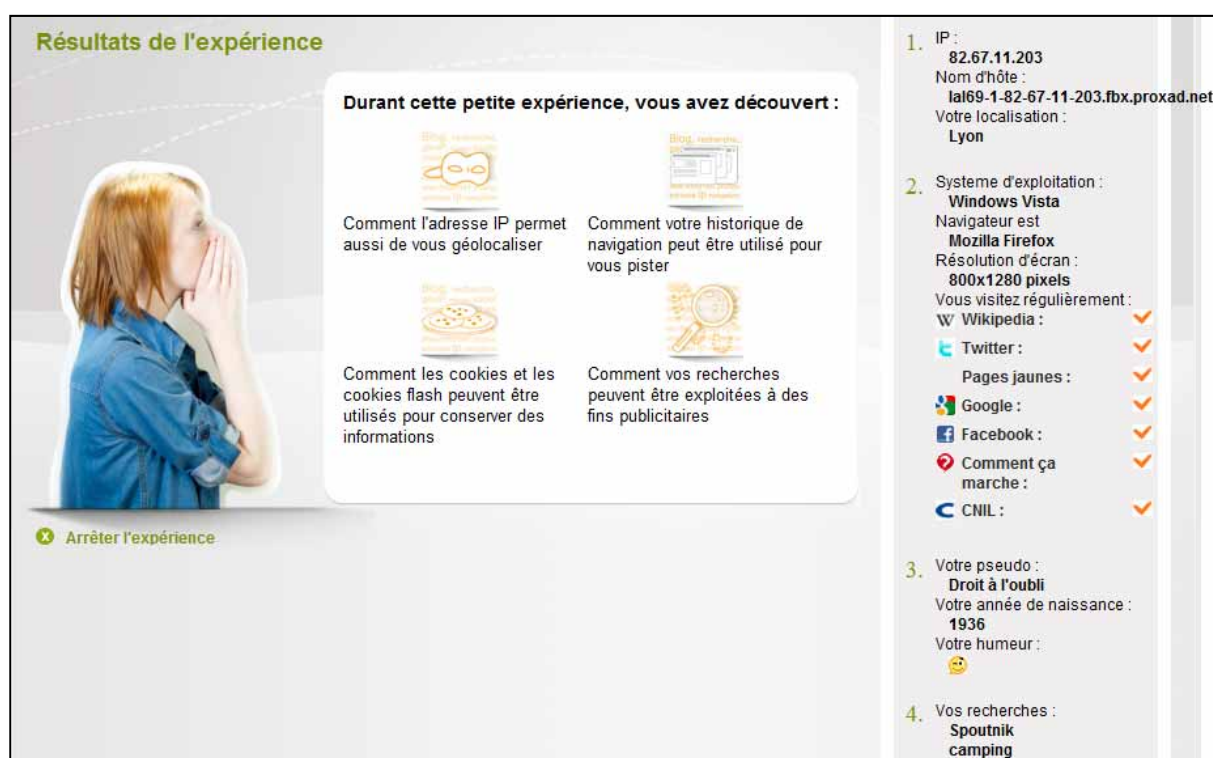 Résultats de l'expérience
Durant cette petite expérience, vous avez découvert :
Comment l'adresse IP permet
aussi de vous géolocaliser
Comment votre historique de
navigation peut être utilisé pour
vous pister
Comment les cookies et les
cookies flash peuvent être
utilisés pour conserver des
informations
Comment vos recherches
peuvent être exploitées à des
fins publicitaires
Arrêter l'expérience
1. IP :
82.67.11.203
Nom d'hôte :
lal69-1-82-67-11-203.fbx.proxad.net
Votre localisation :
Lyon
2. Systeme d'exploitation :
Windows Vista
Navigateur est
Mozilla Firefox
Résolution d'écran :
800x1280 pixels
Vous visitez régulièrement :
W Wikipedia :
Twitter :
Pages jaunes :
Google :
Facebook :
Comment ça
marche :
CNIL :
3. Votre pseudo :
Droit à l'oubli
Votre année de naissance :
1936
Votre humeur :
4. Vos recherches :
Spoutnik
camping